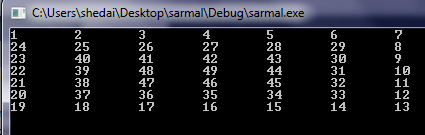 C:\Users\shedai\Desktop\sarmal\Debug\sarmal.exe
1 2 3 4 5 6 7
24 25 26 27 28 29 8
23 40 41 42 43 30 9
22 39 48 49 44 31 10
21 38 47 46 45 32 11
20 37 36 35 34 33 12
19 18 17 16 15 14 13